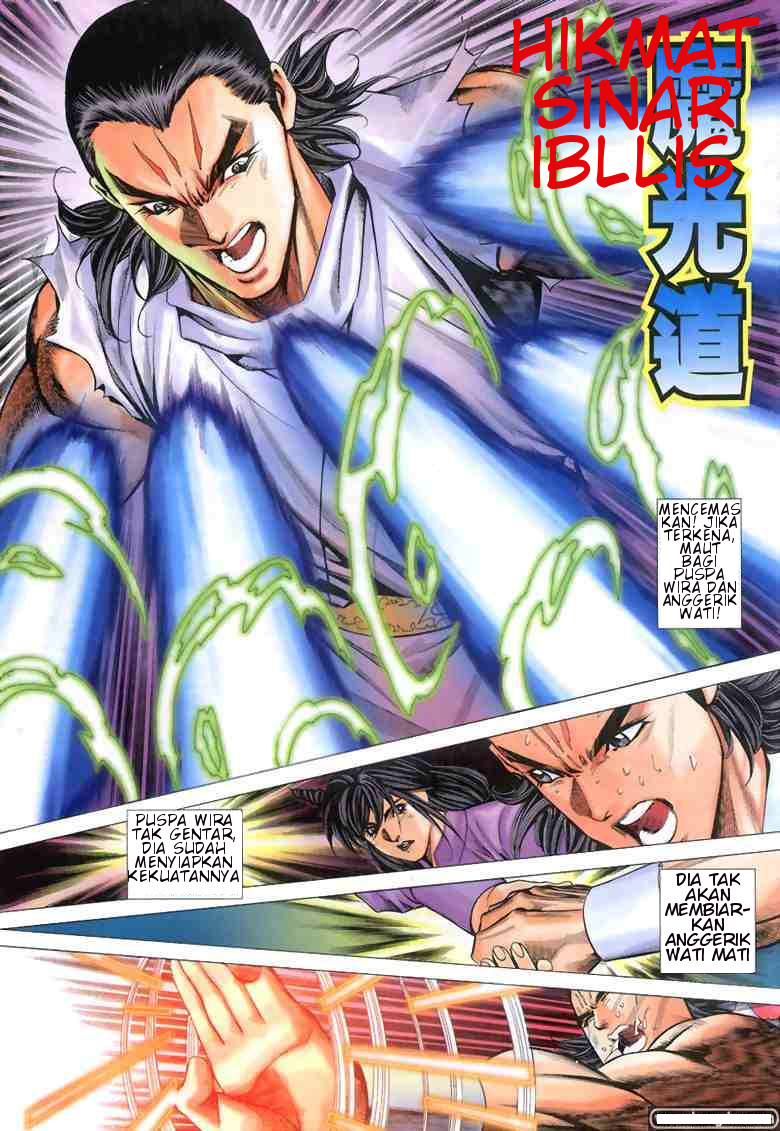 HIKMAT
SINAR
IBLLIS
光
道
MENCEMAS
KAN! JIKA
TERKENA,
MAUT
BAGI
PUSPA
WIRA DAN
ANGGERIK
WATI!
PUSPA WIRA
TAK GENTAR,
DIA SUDAH
MENYIAPKAN
KEKUATANNYA
DIA TAK
AKAN
MEMBIAR-
KAN
ANGGERIK
WATI MATI